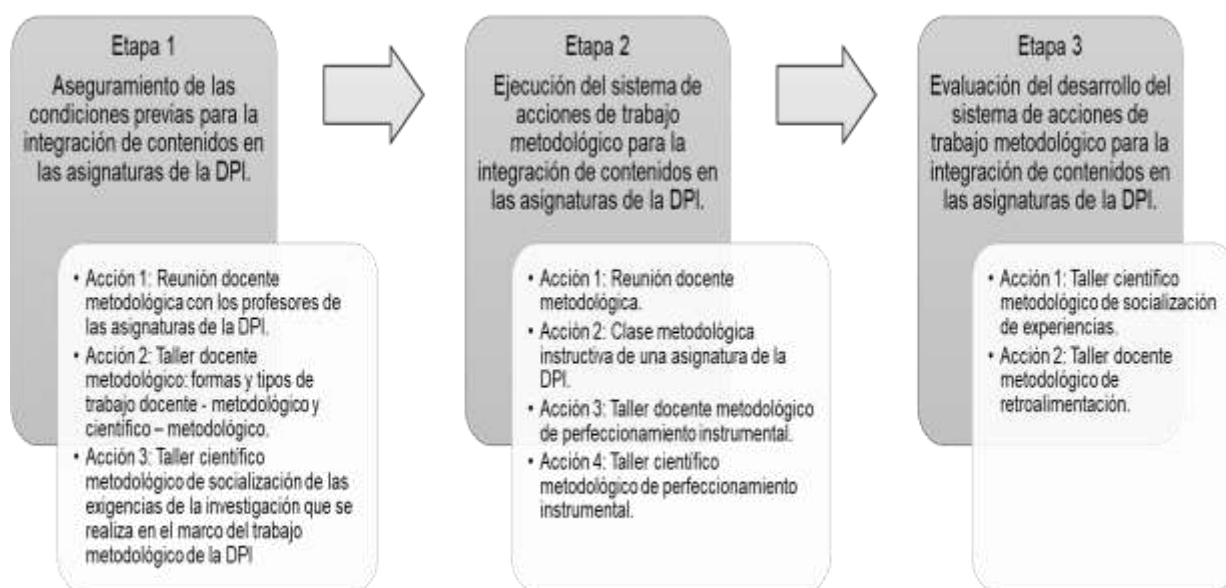 Etapa 1
Aseguramiento de las
condiciones previas para la
integración de contenidos en
las asignaturas de la DPI.
• Acción 1: Reunión docente
metodológica con los profesores de
las asignaturas de la DPI.
• Acción 2: Taller docente
metodológico: formas y tipos de
trabajo docente - metodológico y
científico – metodológico.
• Acción 3: Taller científico
metodológico de socialización de las
exigencias de la investigación que se
realiza en el marco del trabajo
metodológico de la DPI
Etapa 2
Ejecución del sistema de
acciones de trabajo
metodológico para la
integración de contenidos en
las asignaturas de la DPI.
• Acción 1: Reunión docente
metodológica.
• Acción 2: Clase metodológica
instructiva de una asignatura de la
DPI.
• Acción 3: Taller docente metodológico
de perfeccionamiento instrumental.
• Acción 4: Taller científico
metodológico de perfeccionamiento
instrumental.
Etapa 3
Evaluación del desarrollo del
sistema de acciones de
trabajo metodológico para la
integración de contenidos en
las asignaturas de la DPI.
• Acción 1: Taller científico
metodológico de socialización
de experiencias.
• Acción 2: Taller docente
metodológico de
retroalimentación.